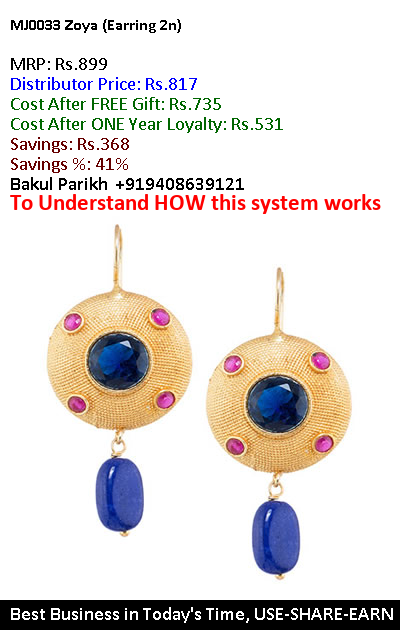 MJ0033 Zoya (Earring 2n)
MRP: Rs.899
Distributor Price: Rs.817
Cost After FREE Gift: Rs.735
Cost After ONE Year Loyalty: Rs.531
Savings: Rs.368
Savings %: 41%
Bakul Parikh +919408639121
To Understand HOW this system works
Best Business in Today's Time, USE-SHARE-EARN